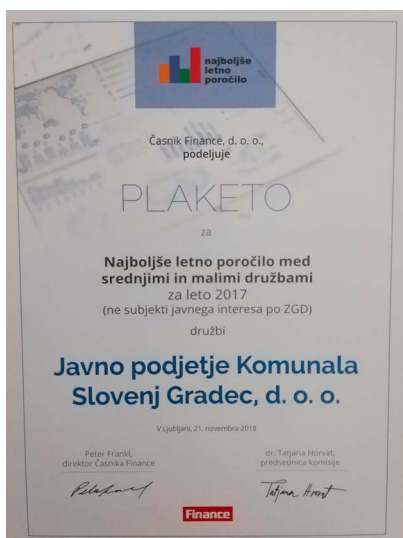 najboljše
letno
poročilo
Časnik Finance, d. o. o.,
podeljuje
PLAKETO
za
Najboljše letno poročilo med
srednjimi in malimi družbami
za leto 2017
(ne subjekti javnega interesa po ZGD)
družbi
Javno podjetje Komunala
Slovenj Gradec, d. o. o.
V Ljubljani, 21. novembra 2018
Peter Frankl,
direktor Časnika Finance
dr. Tatjana Horvat,
predsednica komisije
Tatjana Horvat
Finance